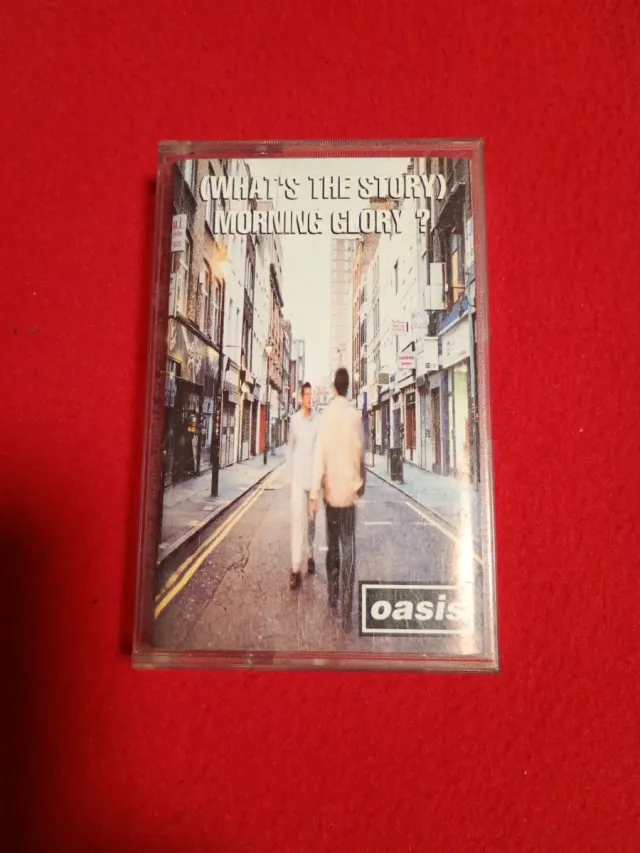 (WHAT'S THE STORY)
MORNING GLORY ?
oasis